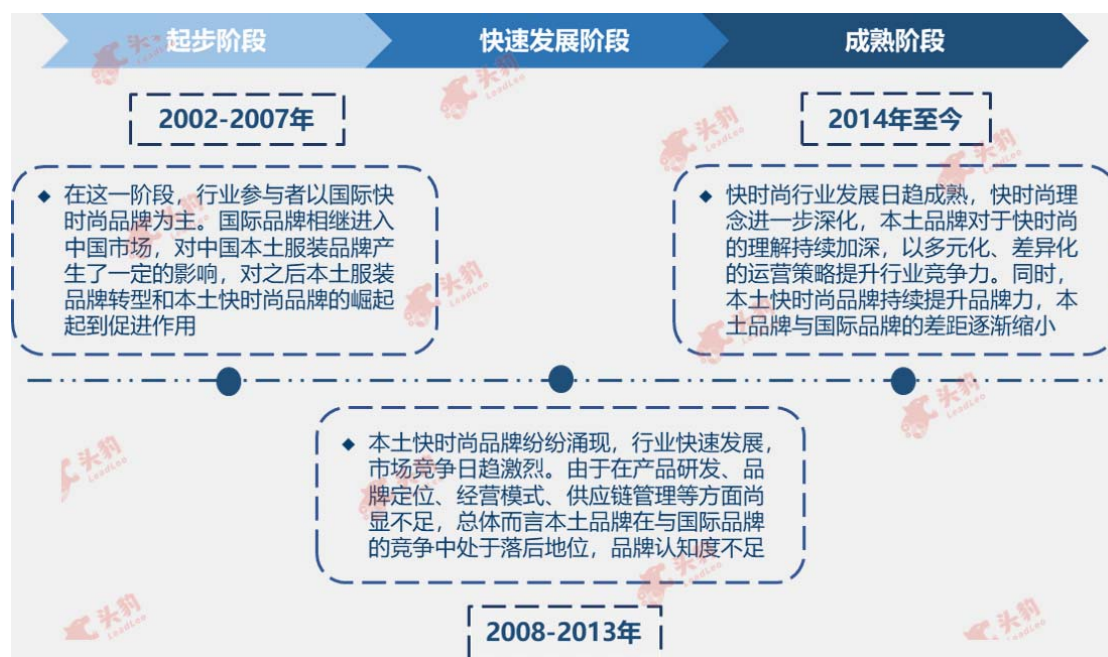 起步阶段
快速发展阶段
成熟阶段
2002-2007年
2014年至今
◆ 在这一阶段，行业参与者以国际快
时尚品牌为主。国际品牌相继进入
中国市场，对中国本土服装品牌产
生了一定的影响，对之后本土服装
品牌转型和本土快时尚品牌的崛起
起到促进作用
◆ 快时尚行业发展日趋成熟，快时尚理
念进一步深化，本土品牌对于快时尚
的理解持续加深，以多元化、差异化
的运营策略提升行业竞争力。同时，
本土快时尚品牌持续提升品牌力，本
土品牌与国际品牌的差距逐渐缩小
◆ 本土快时尚品牌纷纷涌现，行业快速发展，
市场竞争日趋激烈。由于在产品研发、品
牌定位、经营模式、供应链管理等方面尚
显不足，总体而言本土品牌在与国际品牌
的竞争中处于落后地位，品牌认知度不足
2008-2013年
头豹
LeadLeo